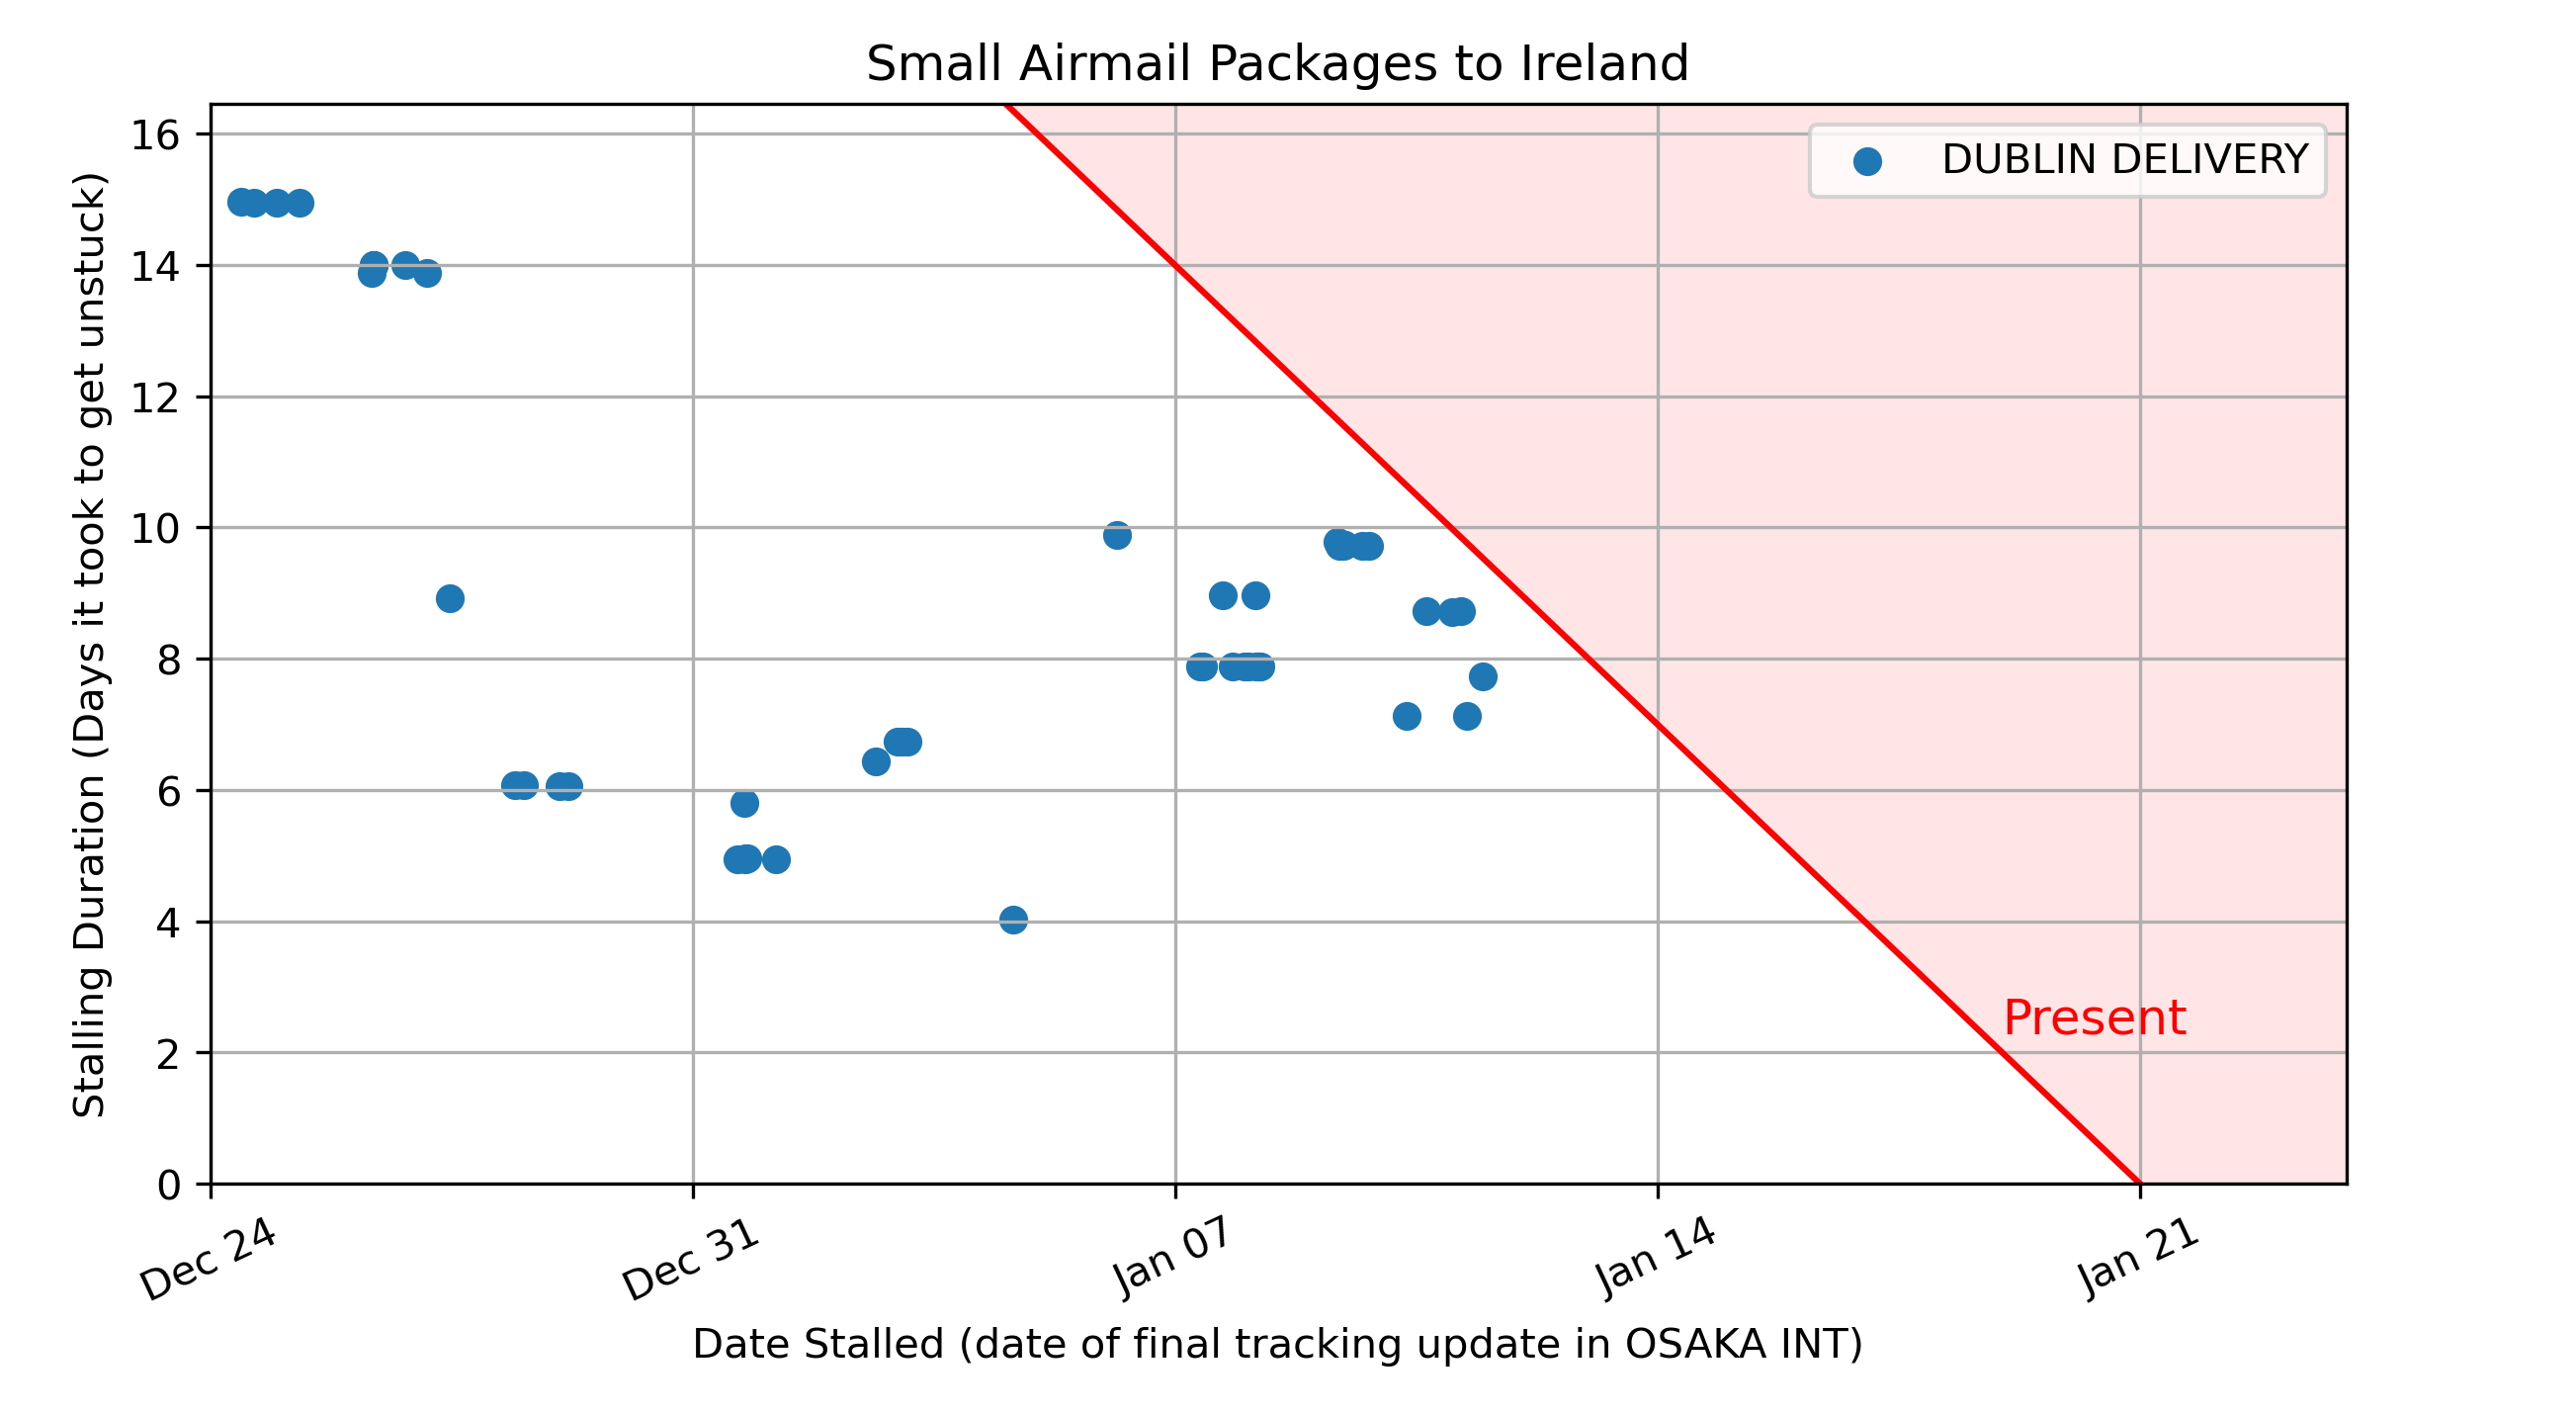 Small Airmail Packages to Ireland
Stalling Duration (Days it took to get unstuck)
16
14
12
10
8
6
4
2
0
DUBLIN DELIVERY
Present
Dec 24
Dec 31
Jan 07
Jan 14
Jan 21
Date Stalled (date of final tracking update in OSAKA INT)